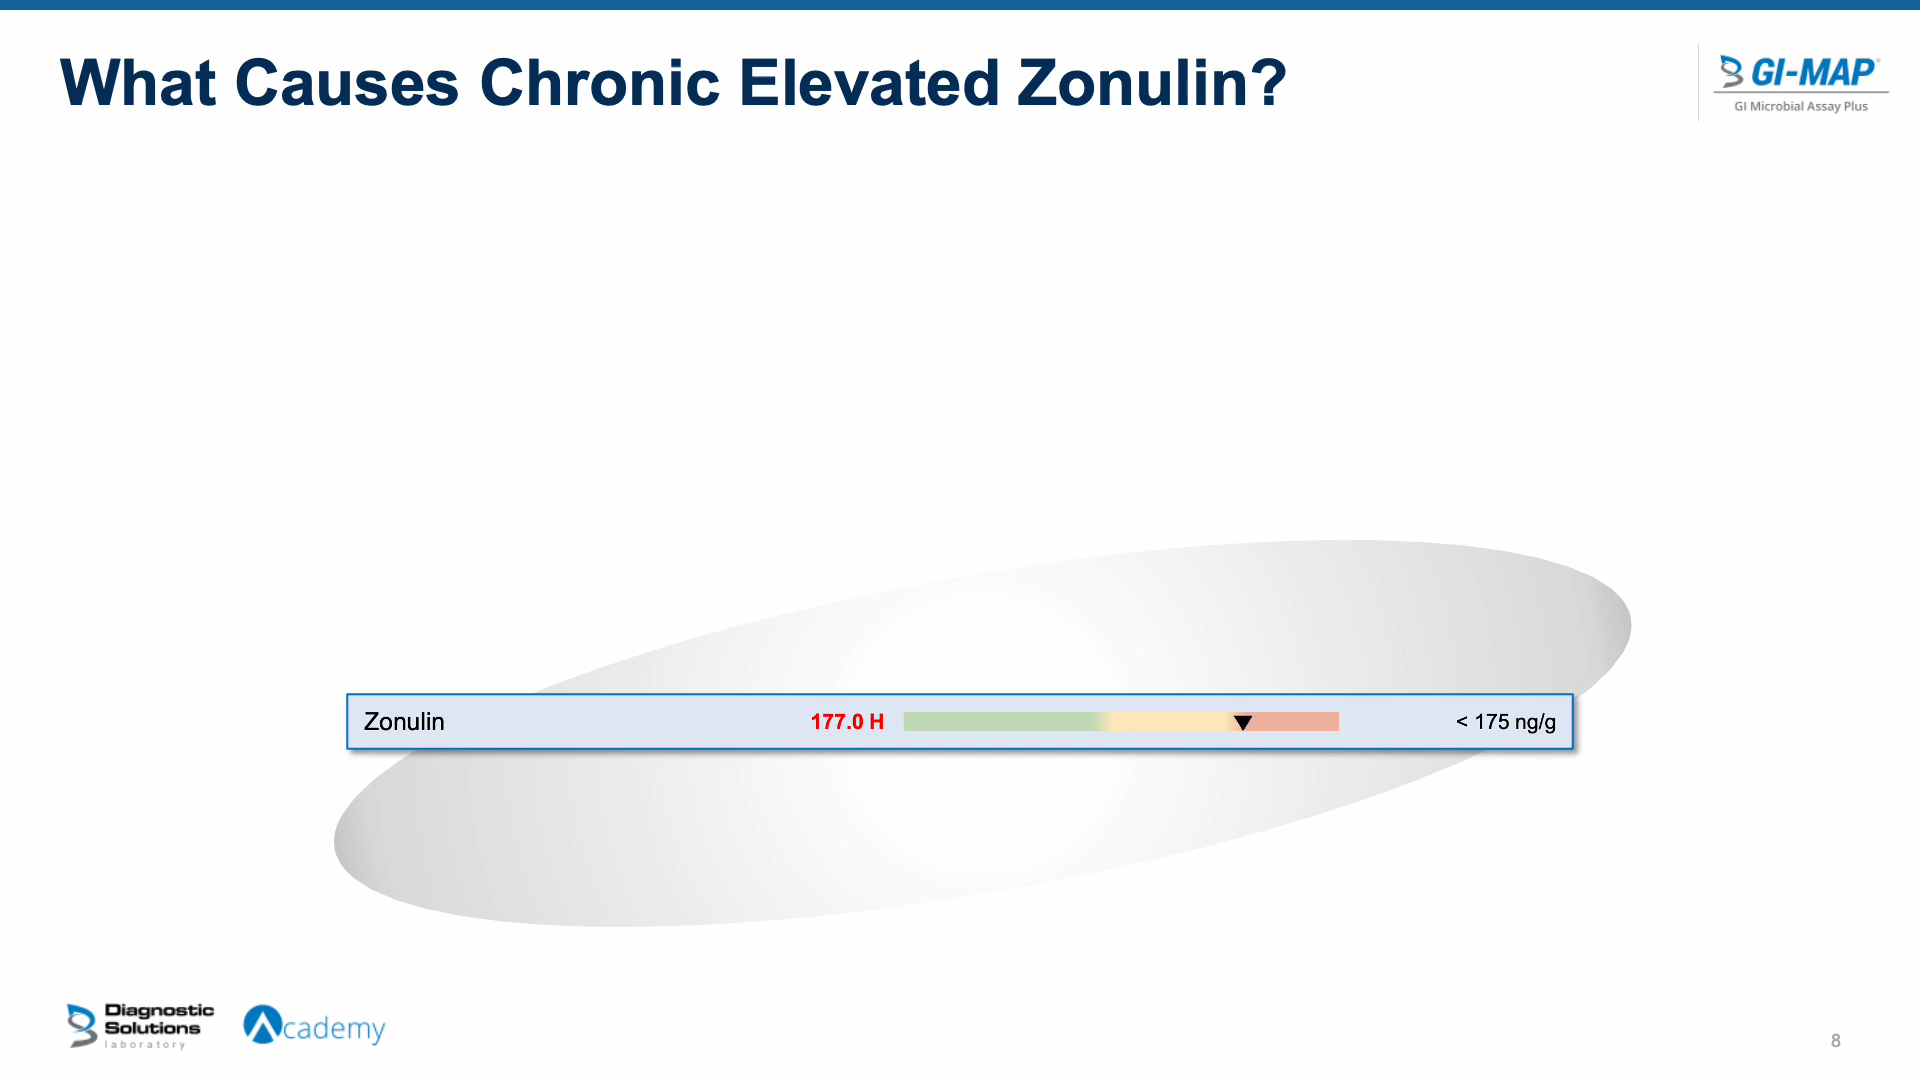 What Causes Chronic Elevated Zonulin?
GI-MAP®
GI Microbial Assay Plus
Zonulin 177.0 H < 175 ng/g
Diagnostic
Solutions
laboratory
Academy
8